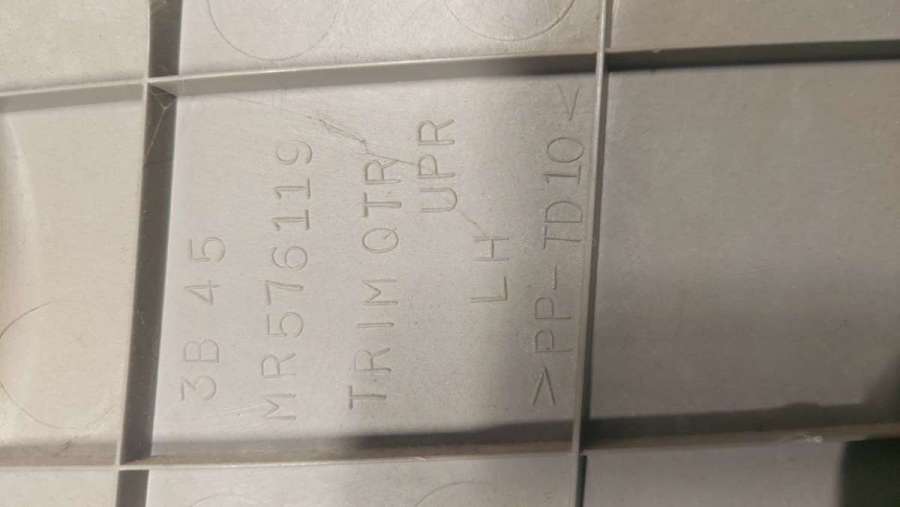 3B 45
MR576119
TRIM QTR
UPR
LH
>PP-TD10<